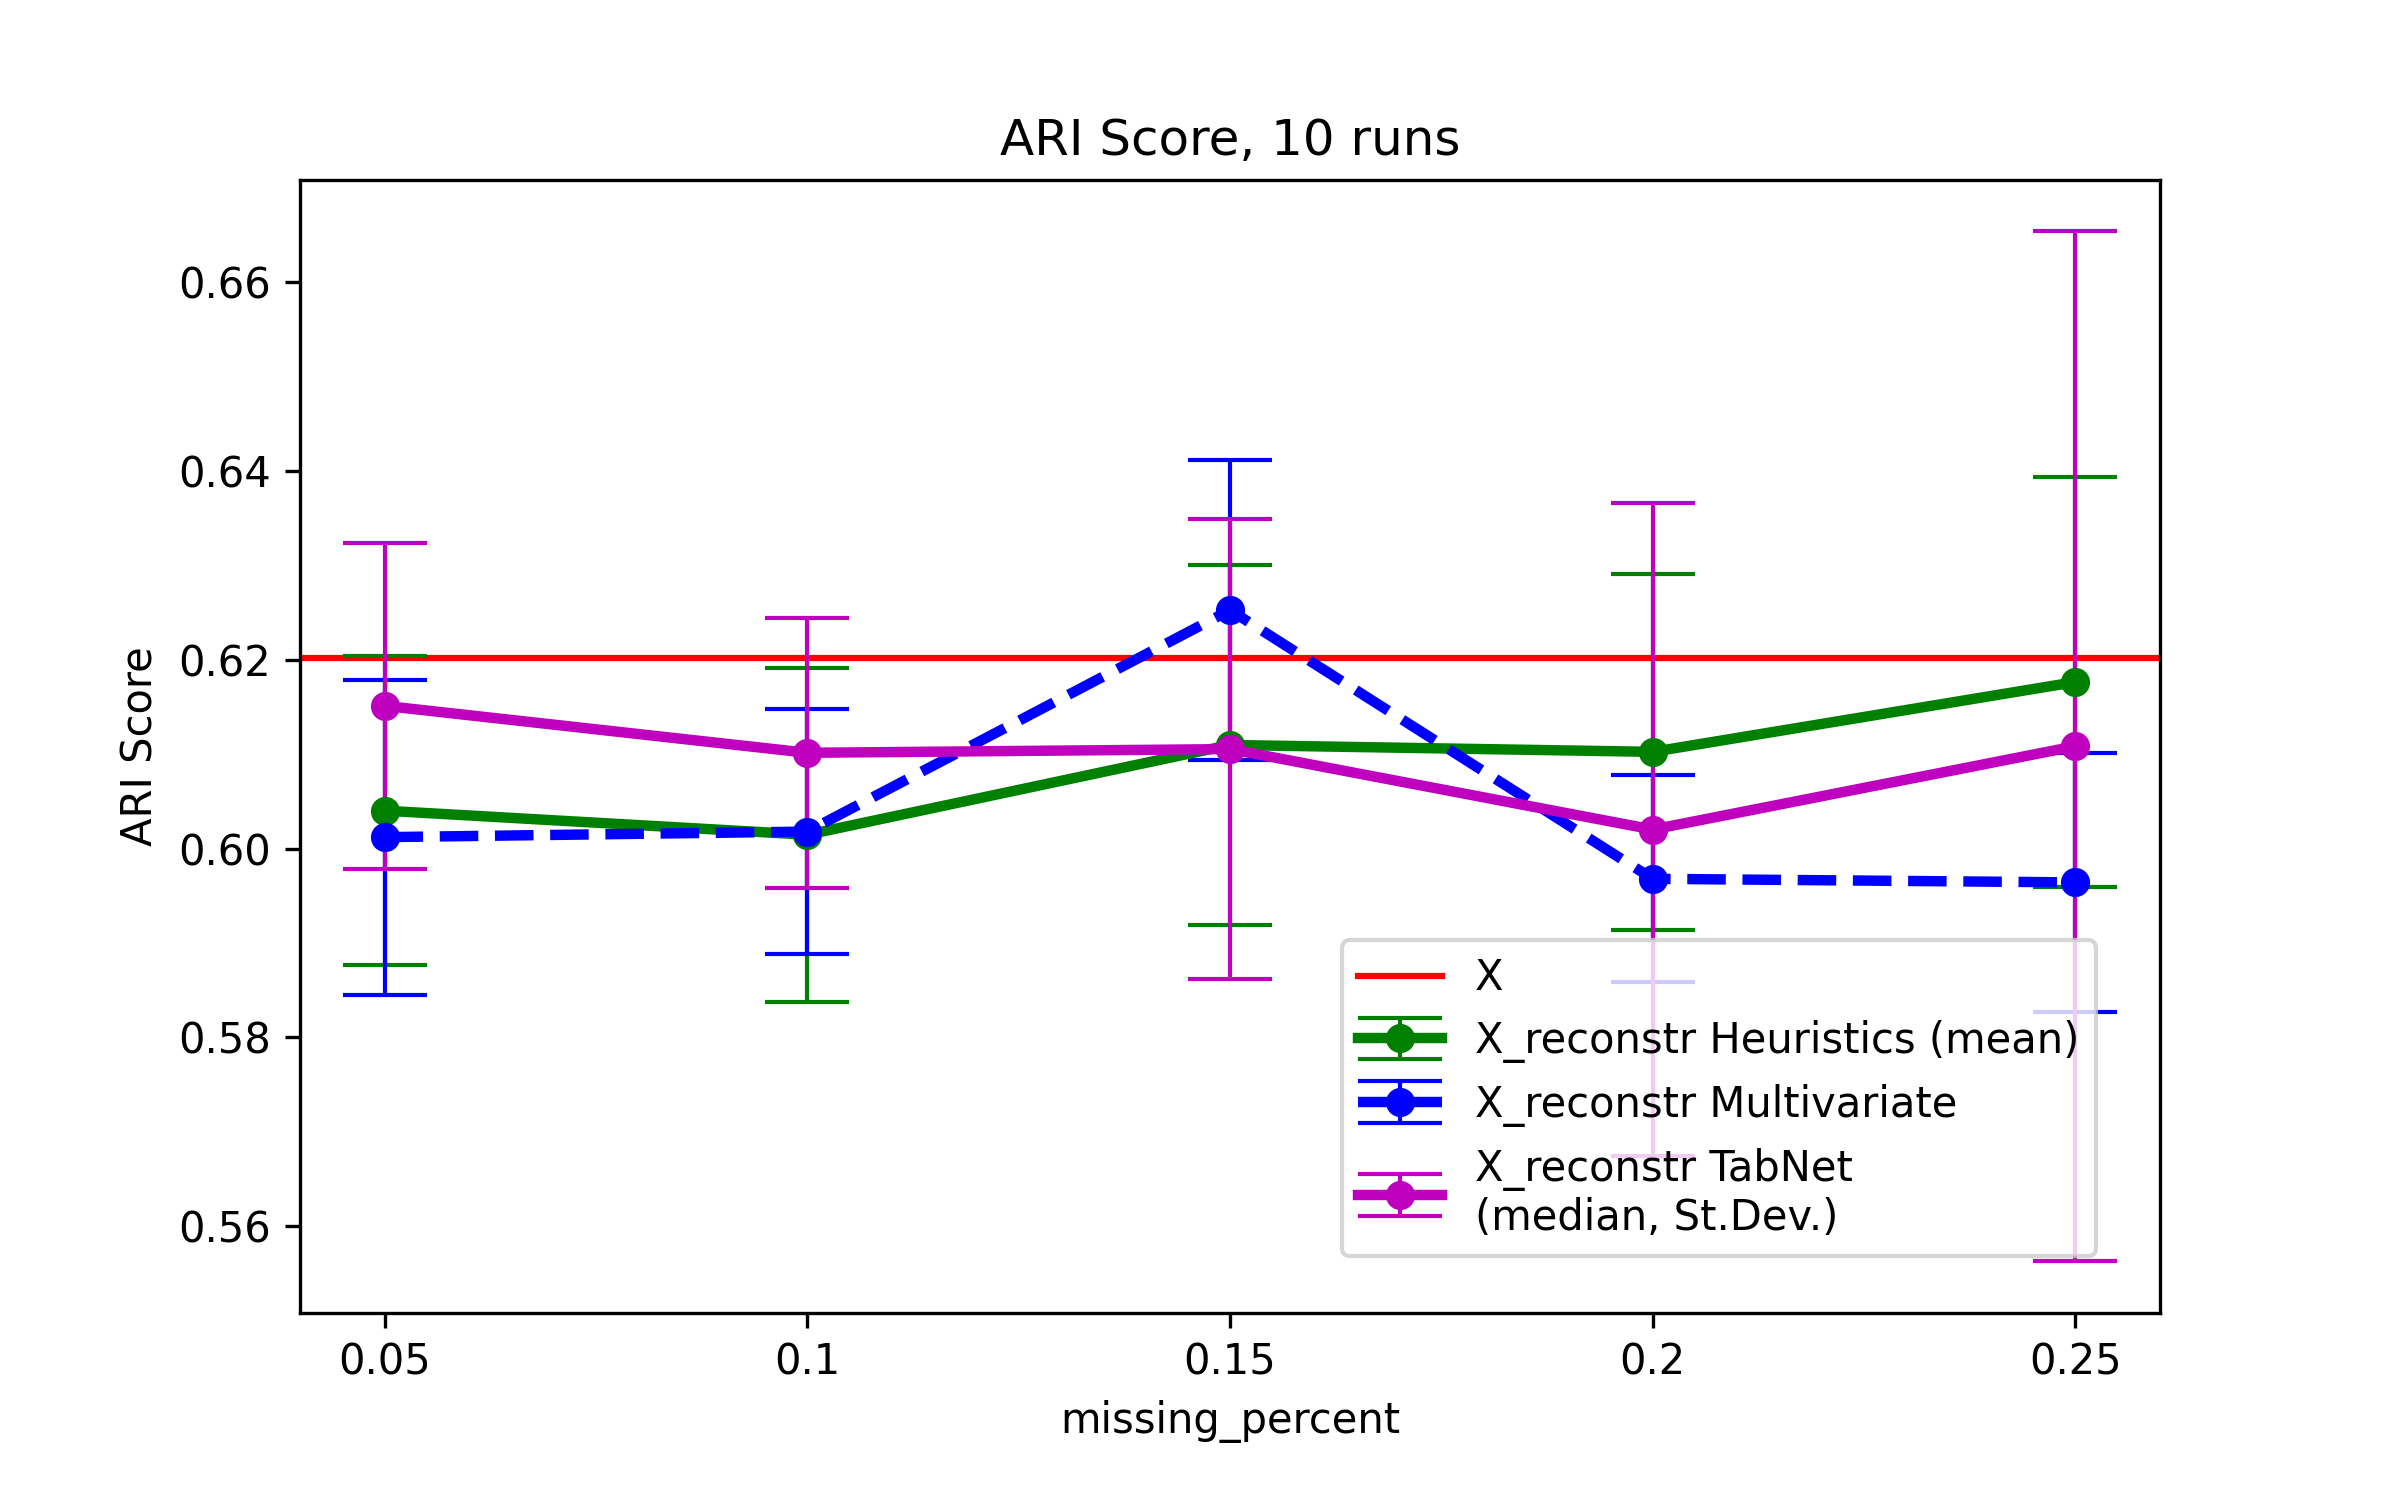 ARI Score, 10 runs
ARI Score
0.66
0.64
0.62
0.60
0.58
0.56
X
X_reconstr Heuristics (mean)
X_reconstr Multivariate
X_reconstr TabNet
(median, St.Dev.)
0.05
0.1
0.15
0.2
0.25
missing_percent